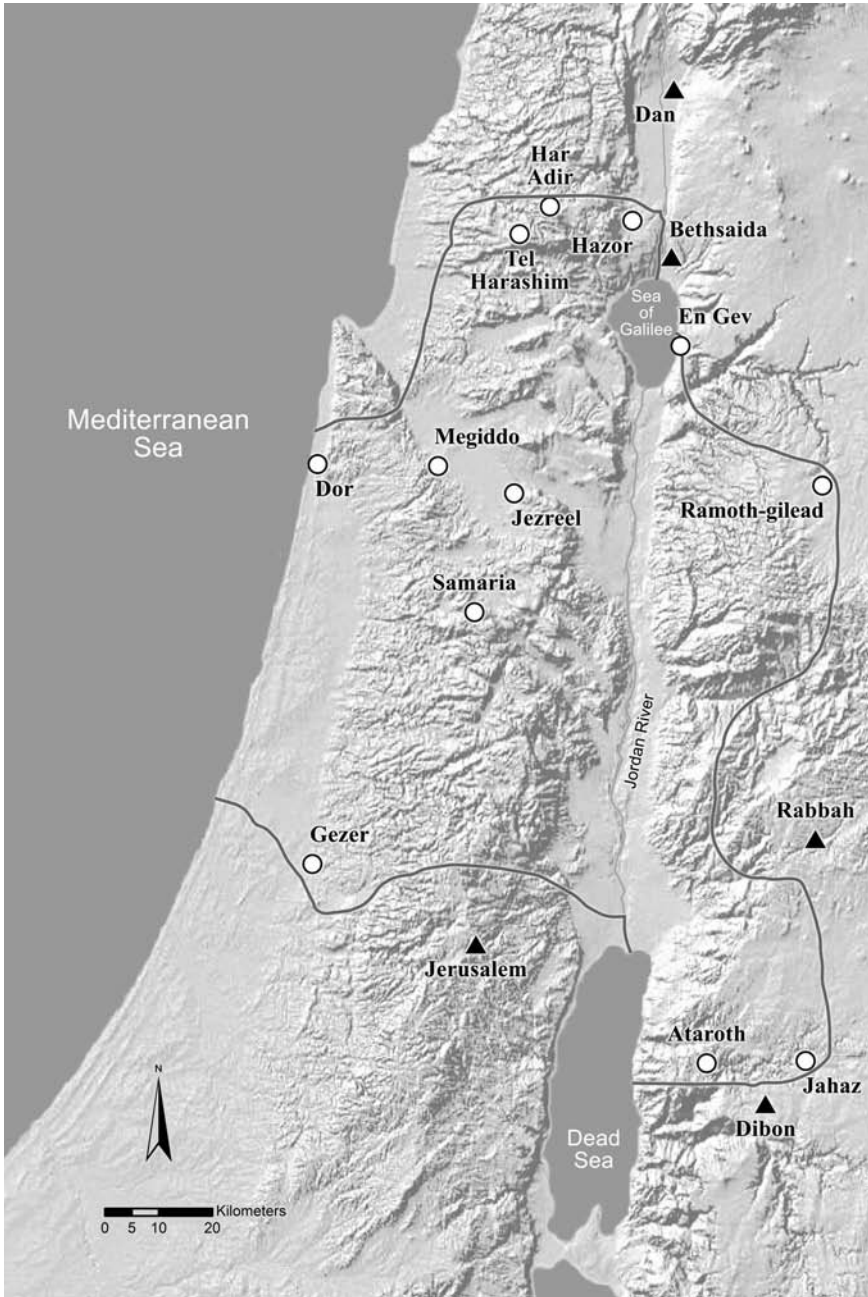 Dan
Har
Adir
Bethsaida
Hazor
Tel
Harashim
Sea
of
Galilee
En Gev
Mediterranean
Sea
Megiddo
Dor
Jezreel
Ramoth-gilead
Samaria
Jordan River
Rabbah
Gezer
Jerusalem
Ataroth
Jahaz
N
Dibon
Dead
Sea
Kilometers
0 5 10 20